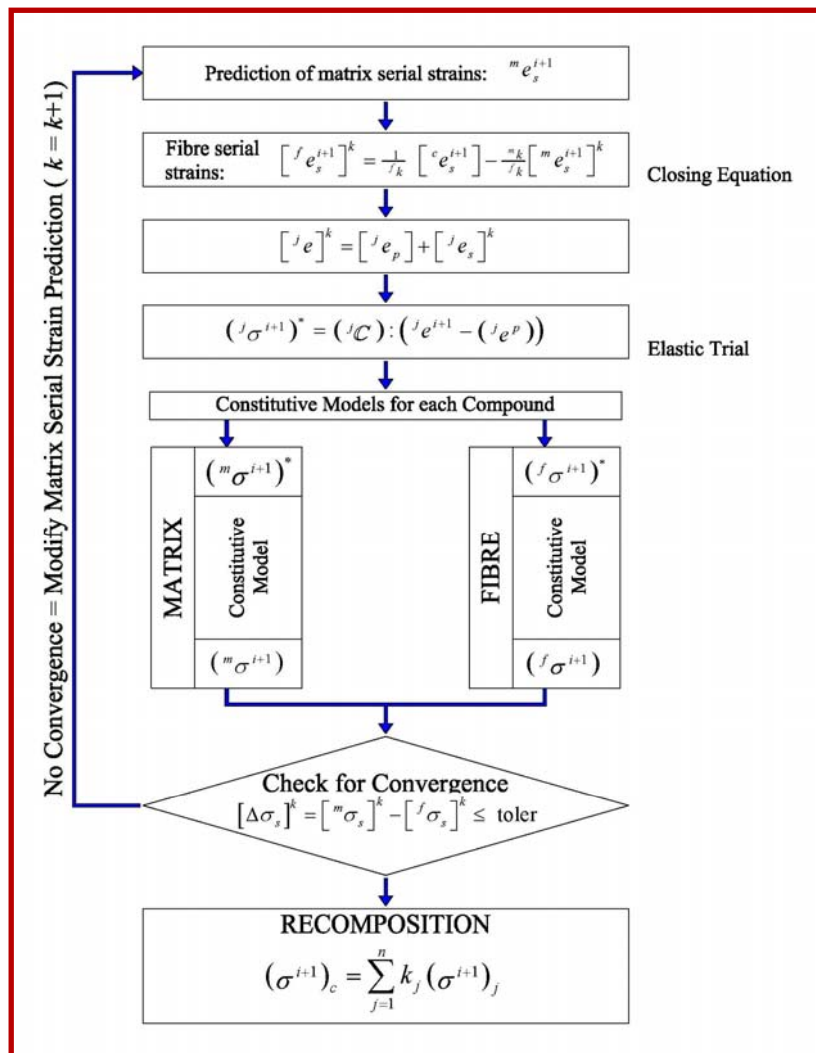 Prediction of matrix serial strains: ᵐeₛⁱ⁺¹
Fibre serial
strains: [ᶠeₛⁱ⁺¹]ᵏ = 1/ᶠk [ᶜeₛⁱ⁺¹] − ᵐk/ᶠk [ᵐeₛⁱ⁺¹]ᵏ
Closing Equation
[ʲe]ᵏ = [ʲeₚ] + [ʲeₛ]ᵏ
(ʲσⁱ⁺¹)* = (ʲℂ) : (ʲeⁱ⁺¹ − (ʲeᵖ))
Elastic Trial
Constitutive Models for each Compound
MATRIX
(ᵐσⁱ⁺¹)*
Constitutive
Model
(ᵐσⁱ⁺¹)
FIBRE
(ᶠσⁱ⁺¹)*
Constitutive
Model
(ᶠσⁱ⁺¹)
Check for Convergence
[Δσₛ]ᵏ = [ᵐσₛ]ᵏ − [ᶠσₛ]ᵏ ≤ toler
No Convergence = Modify Matrix Serial Strain Prediction ( k = k+1)
RECOMPOSITION
(σⁱ⁺¹)_c = ∑ⱼ₌₁ⁿ kⱼ (σⁱ⁺¹)ⱼ